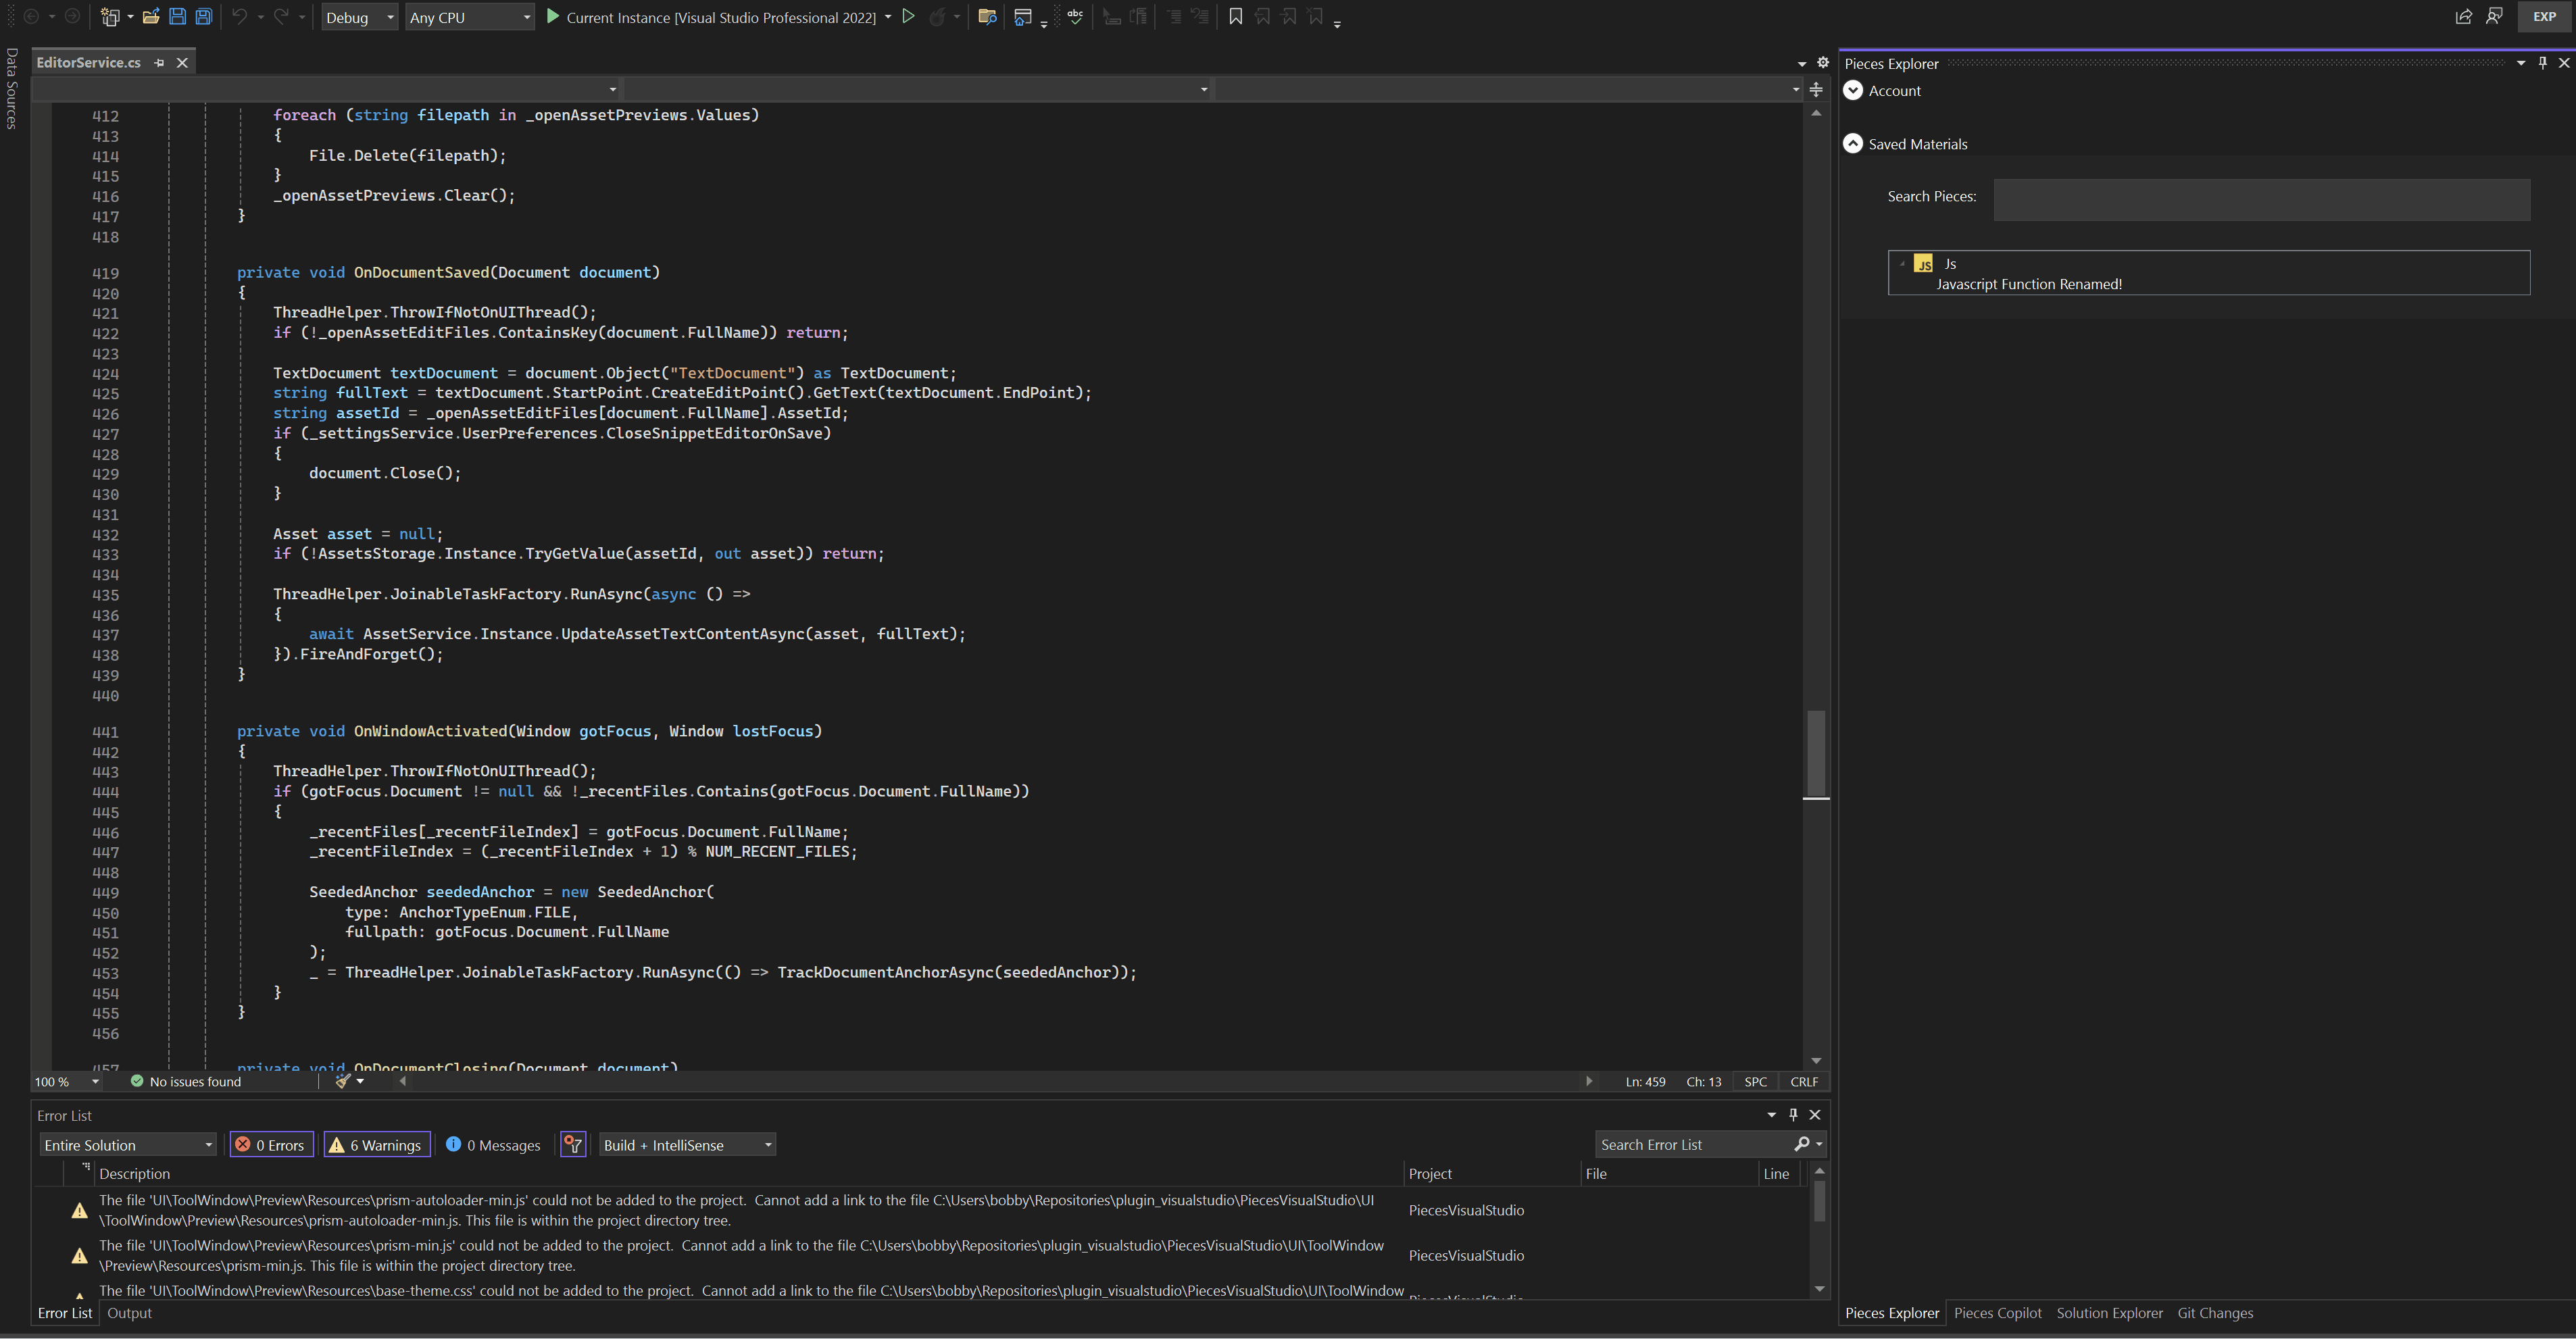 Debug Any CPU Current Instance [Visual Studio Professional 2022] abc EXP
Data Sources
EditorService.cs
412 foreach (string filepath in _openAssetPreviews.Values)
413 {
414 File.Delete(filepath);
415 }
416 _openAssetPreviews.Clear();
417 }
418
419 private void OnDocumentSaved(Document document)
420 {
421 ThreadHelper.ThrowIfNotOnUIThread();
422 if (!_openAssetEditFiles.ContainsKey(document.FullName)) return;
423
424 TextDocument textDocument = document.Object("TextDocument") as TextDocument;
425 string fullText = textDocument.StartPoint.CreateEditPoint().GetText(textDocument.EndPoint);
426 string assetId = _openAssetEditFiles[document.FullName].AssetId;
427 if (_settingsService.UserPreferences.CloseSnippetEditorOnSave)
428 {
429 document.Close();
430 }
431
432 Asset asset = null;
433 if (!AssetsStorage.Instance.TryGetValue(assetId, out asset)) return;
434
435 ThreadHelper.JoinableTaskFactory.RunAsync(async () =>
436 {
437 await AssetService.Instance.UpdateAssetTextContentAsync(asset, fullText);
438 }).FireAndForget();
439 }
440
441 private void OnWindowActivated(Window gotFocus, Window lostFocus)
442 {
443 ThreadHelper.ThrowIfNotOnUIThread();
444 if (gotFocus.Document != null && !_recentFiles.Contains(gotFocus.Document.FullName))
445 {
446 _recentFiles[_recentFileIndex] = gotFocus.Document.FullName;
447 _recentFileIndex = (_recentFileIndex + 1) % NUM_RECENT_FILES;
448
449 SeededAnchor seededAnchor = new SeededAnchor(
450 type: AnchorTypeEnum.FILE,
451 fullpath: gotFocus.Document.FullName
452 );
453 _ = ThreadHelper.JoinableTaskFactory.RunAsync(() => TrackDocumentAnchorAsync(seededAnchor));
454 }
455 }
456
457 private void OnDocumentClosing(Document document)
100 % No issues found Ln: 459 Ch: 13 SPC CRLF
Error List
Entire Solution 0 Errors 6 Warnings 0 Messages Build + IntelliSense Search Error List
Description Project File Line
The file 'UI\ToolWindow\Preview\Resources\prism-autoloader-min.js' could not be added to the project. Cannot add a link to the file C:\Users\bobby\Repositories\plugin_visualstudio\PiecesVisualStudio\UI
\ToolWindow\Preview\Resources\prism-autoloader-min.js. This file is within the project directory tree.
PiecesVisualStudio
The file 'UI\ToolWindow\Preview\Resources\prism-min.js' could not be added to the project. Cannot add a link to the file C:\Users\bobby\Repositories\plugin_visualstudio\PiecesVisualStudio\UI\ToolWindow
\Preview\Resources\prism-min.js. This file is within the project directory tree.
PiecesVisualStudio
The file 'UI\ToolWindow\Preview\Resources\base-theme.css' could not be added to the project. Cannot add a link to the file C:\Users\bobby\Repositories\plugin_visualstudio\PiecesVisualStudio\UI\ToolWindow
Error List Output
Pieces Explorer
Account
Saved Materials
Search Pieces:
JS Js
Javascript Function Renamed!
Pieces Explorer Pieces Copilot Solution Explorer Git Changes